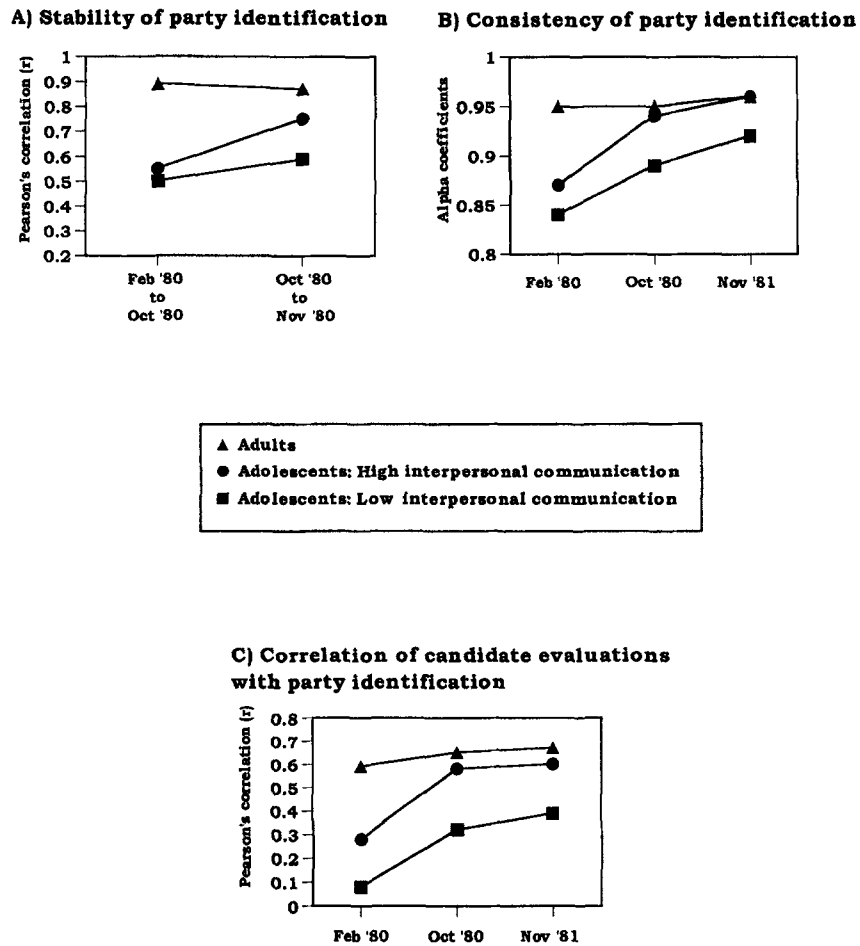 A) Stability of party identification
Pearson's correlation (r)
1
0.9
0.8
0.7
0.6
0.5
0.4
0.3
0.2
Feb '80
to
Oct '80
Oct '80
to
Nov '80
B) Consistency of party identification
Alpha coefficients
1
0.95
0.9
0.85
0.8
Feb '80
Oct '80
Nov '81
Adults
Adolescents: High interpersonal communication
Adolescents: Low interpersonal communication
C) Correlation of candidate evaluations
with party identification
Pearson's correlation (r)
0.8
0.7
0.6
0.5
0.4
0.3
0.2
0.1
0
Feb '80
Oct '80
Nov '81